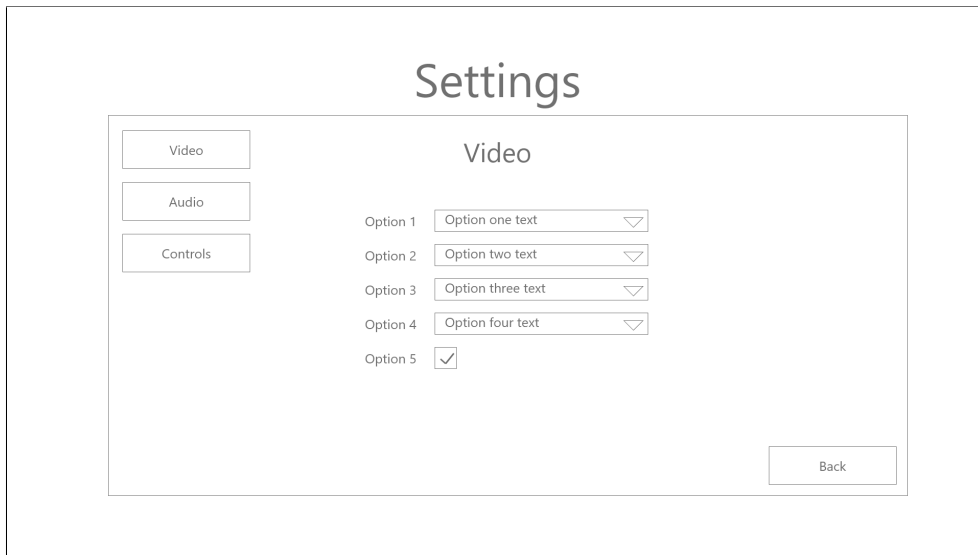 Settings
Video
Audio
Controls
Video
Option 1 Option one text
Option 2 Option two text
Option 3 Option three text
Option 4 Option four text
Option 5
Back